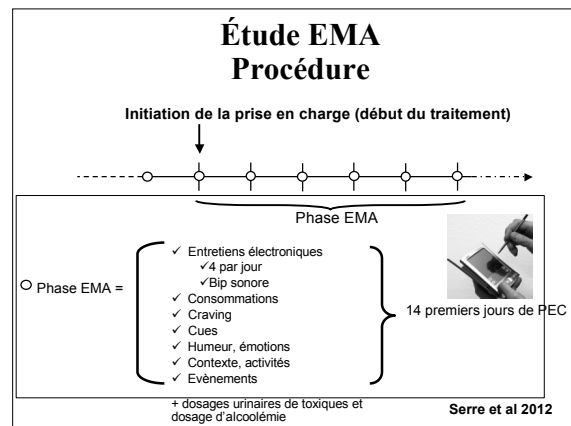 Étude EMA
Procédure
Initiation de la prise en charge (début du traitement)
Phase EMA
Phase EMA =
✓ Entretiens électroniques
✓4 par jour
✓Bip sonore
✓ Consommations
✓ Craving
✓ Cues
✓ Humeur, émotions
✓ Contexte, activités
✓ Evènements
14 premiers jours de PEC
+ dosages urinaires de toxiques et
dosage d'alcoolémie
Serre et al 2012